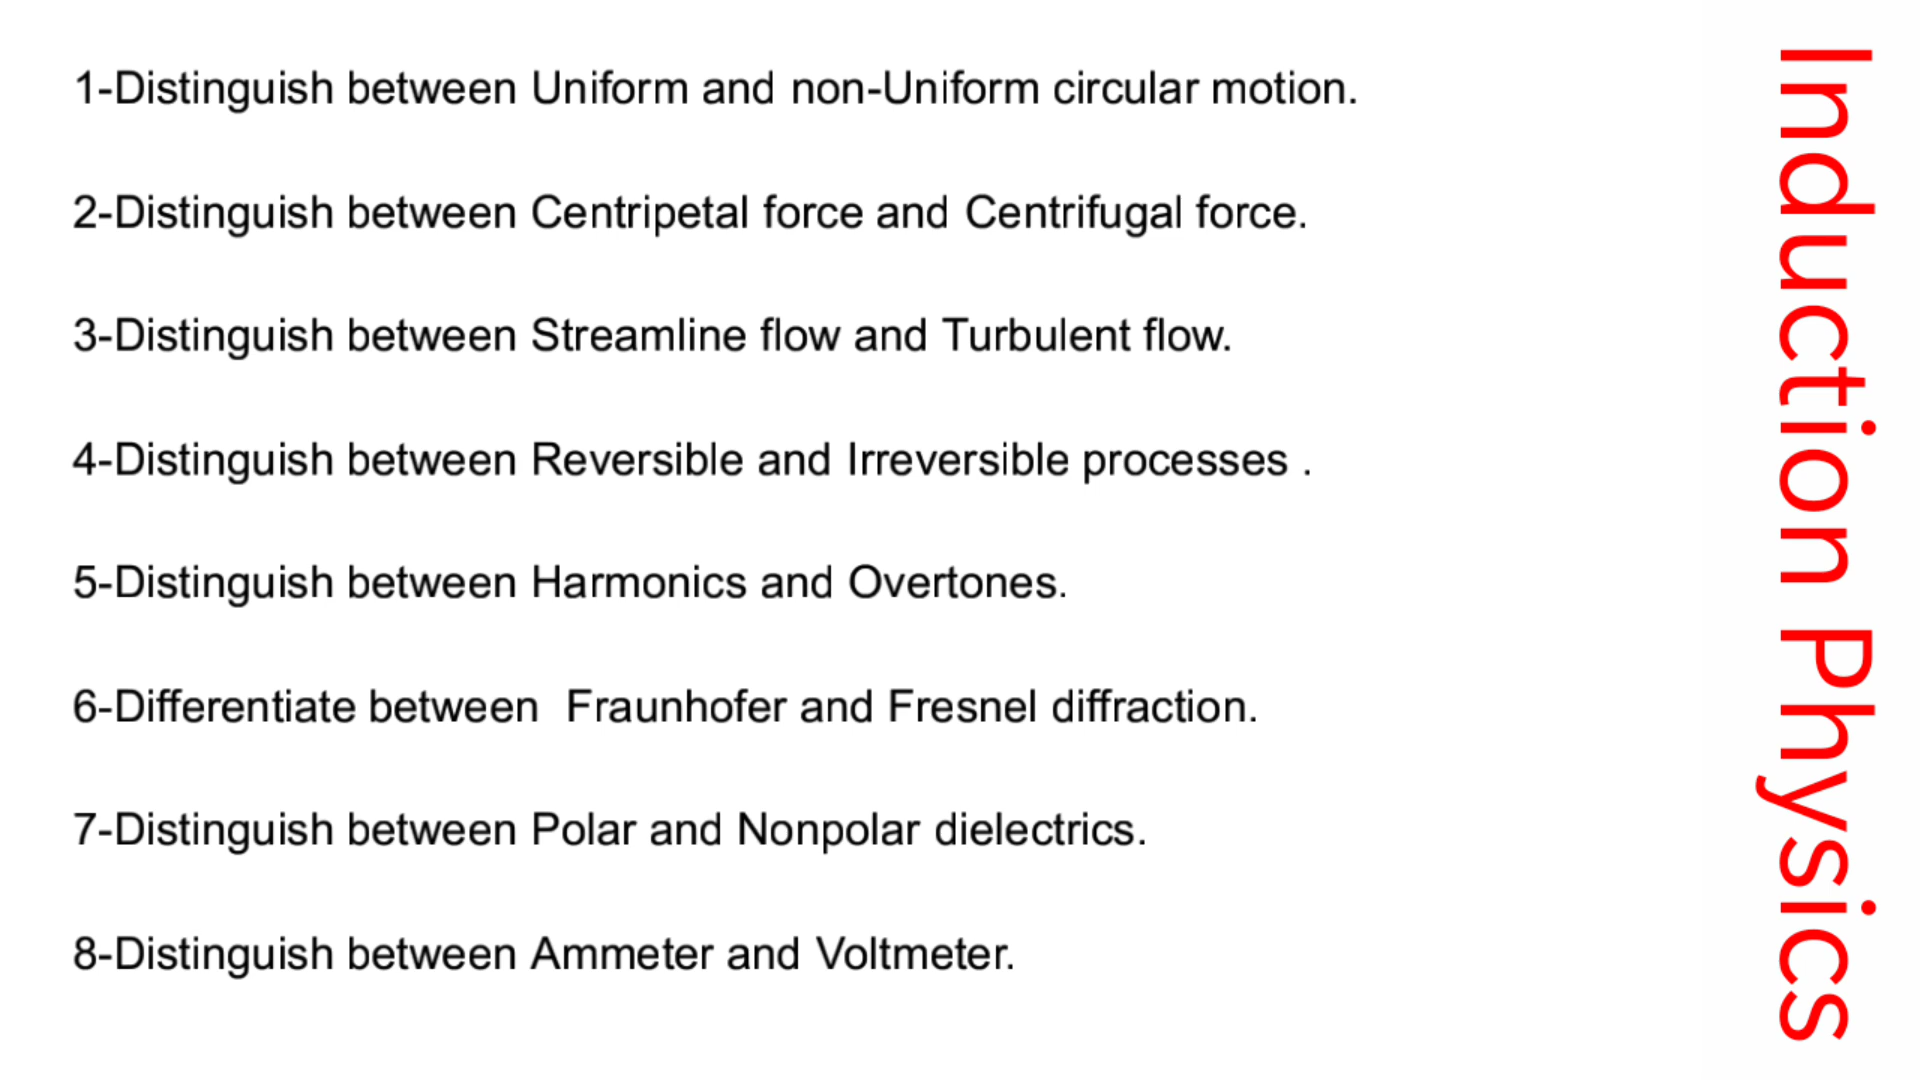 1-Distinguish between Uniform and non-Uniform circular motion.
2-Distinguish between Centripetal force and Centrifugal force.
3-Distinguish between Streamline flow and Turbulent flow.
4-Distinguish between Reversible and Irreversible processes .
5-Distinguish between Harmonics and Overtones.
6-Differentiate between  Fraunhofer and Fresnel diffraction.
7-Distinguish between Polar and Nonpolar dielectrics.
8-Distinguish between Ammeter and Voltmeter.
Induction Physics